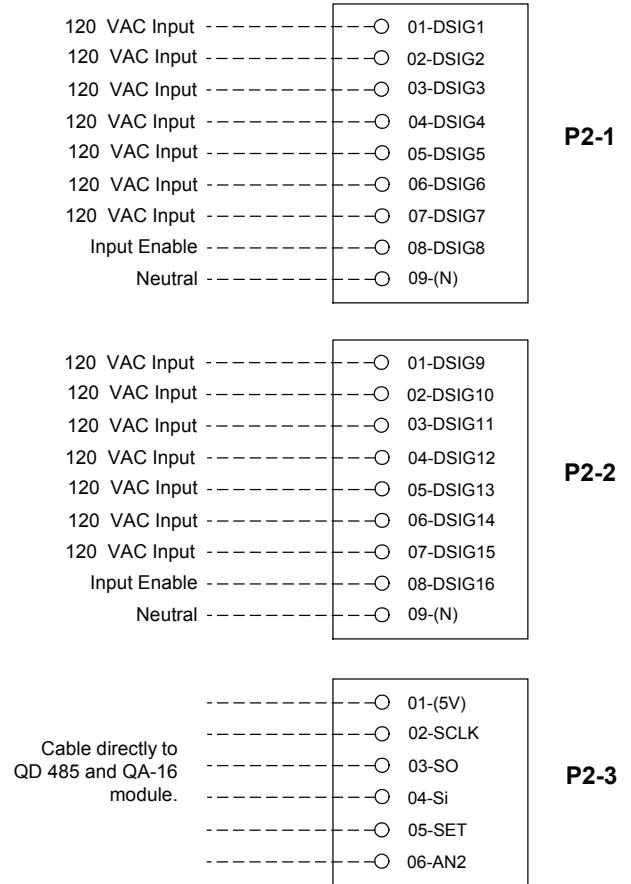 120 VAC Input 01-DSIG1
120 VAC Input 02-DSIG2
120 VAC Input 03-DSIG3
120 VAC Input 04-DSIG4
120 VAC Input 05-DSIG5
120 VAC Input 06-DSIG6
120 VAC Input 07-DSIG7
Input Enable 08-DSIG8
Neutral 09-(N)
P2-1
120 VAC Input 01-DSIG9
120 VAC Input 02-DSIG10
120 VAC Input 03-DSIG11
120 VAC Input 04-DSIG12
120 VAC Input 05-DSIG13
120 VAC Input 06-DSIG14
120 VAC Input 07-DSIG15
Input Enable 08-DSIG16
Neutral 09-(N)
P2-2
Cable directly to
QD 485 and QA-16
module.
01-(5V)
02-SCLK
03-SO
04-Si
05-SET
06-AN2
P2-3